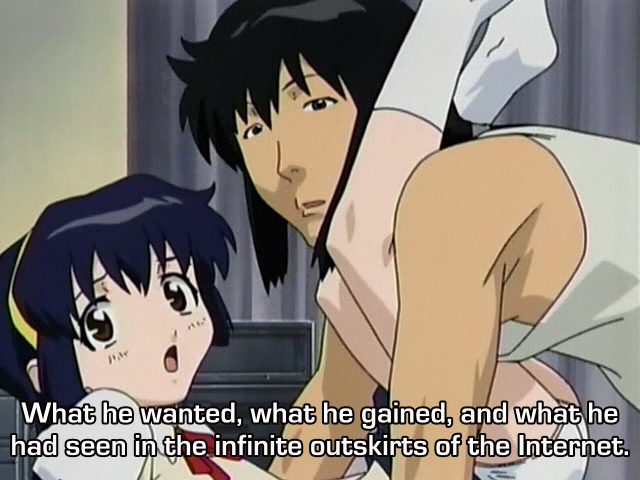 What he wanted, what he gained, and what he
had seen in the infinite outskirts of the Internet.